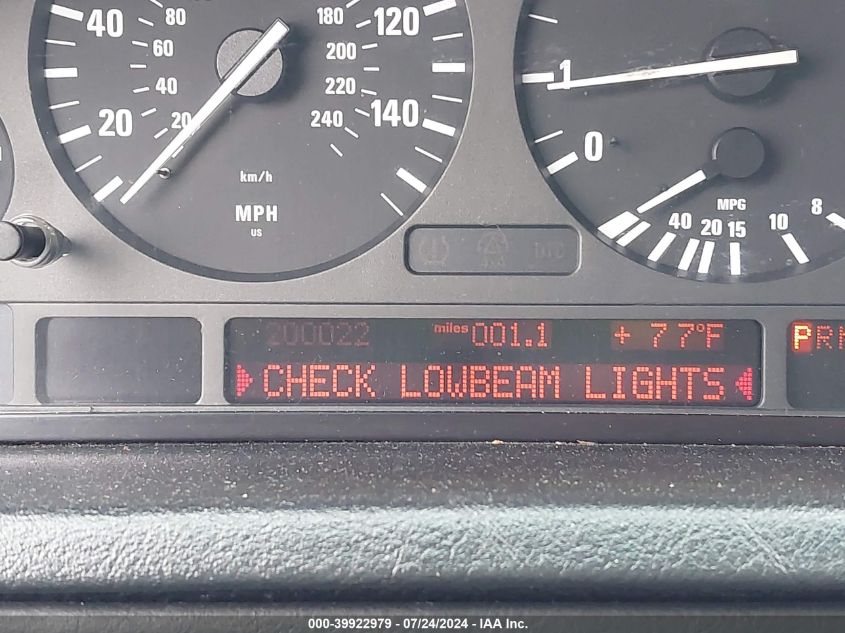 40 80 180 120
60 200
40 220
20 20 240 140
km/h
MPH
US
1
0
MPG
40 20 15 10 8
200022 miles 001.1 + 77°F
CHECK LOWBEAM LIGHTS
PRN
000-39922979 - 07/24/2024 - IAA Inc.